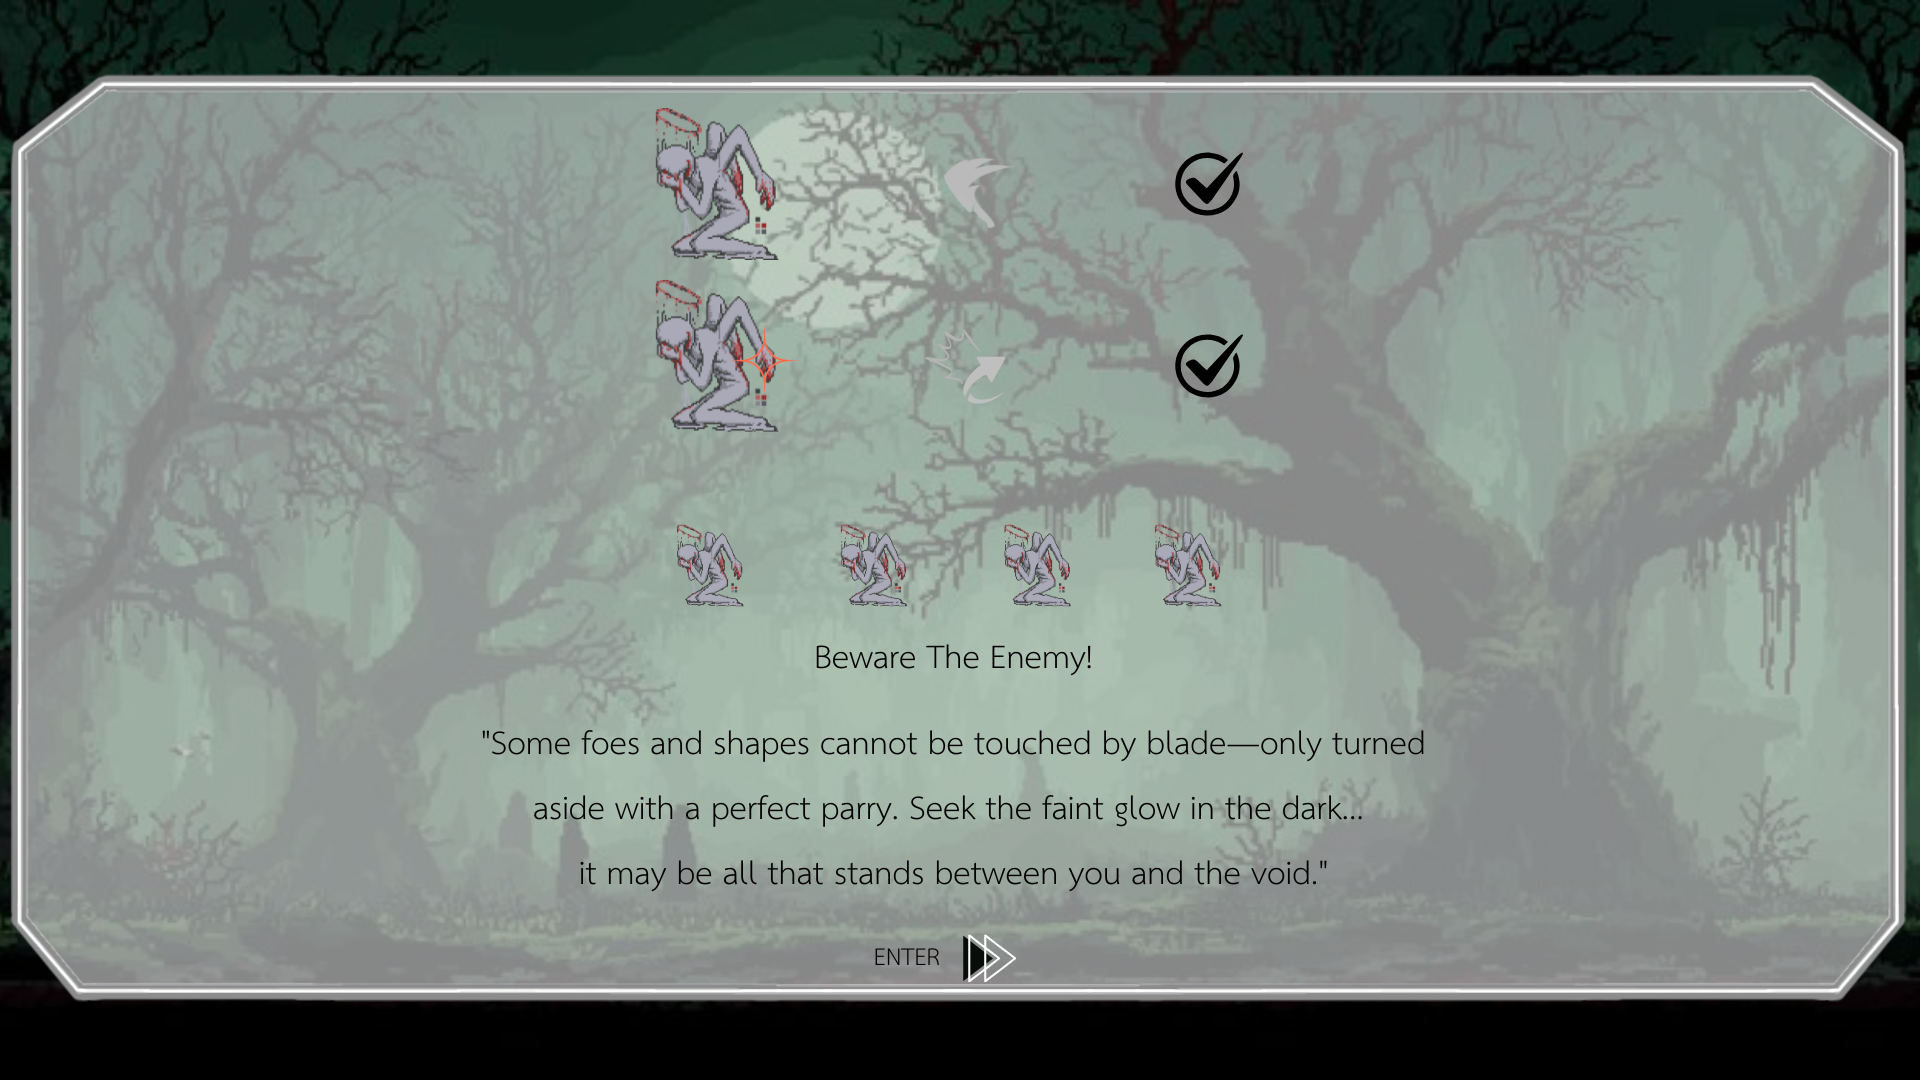 Beware The Enemy!
"Some foes and shapes cannot be touched by blade—only turned
aside with a perfect parry. Seek the faint glow in the dark...
it may be all that stands between you and the void."
ENTER